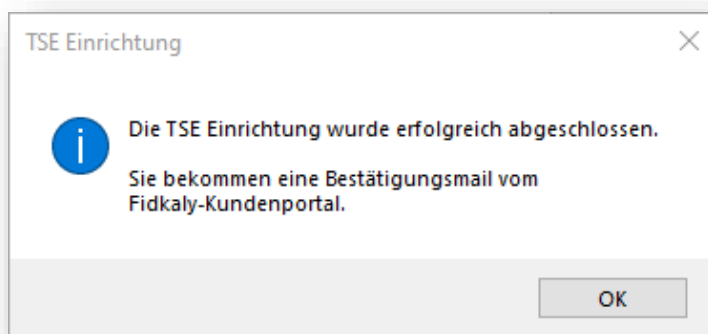 TSE Einrichtung
Die TSE Einrichtung wurde erfolgreich abgeschlossen.
Sie bekommen eine Bestätigungsmail vom
Fidkaly-Kundenportal.
OK